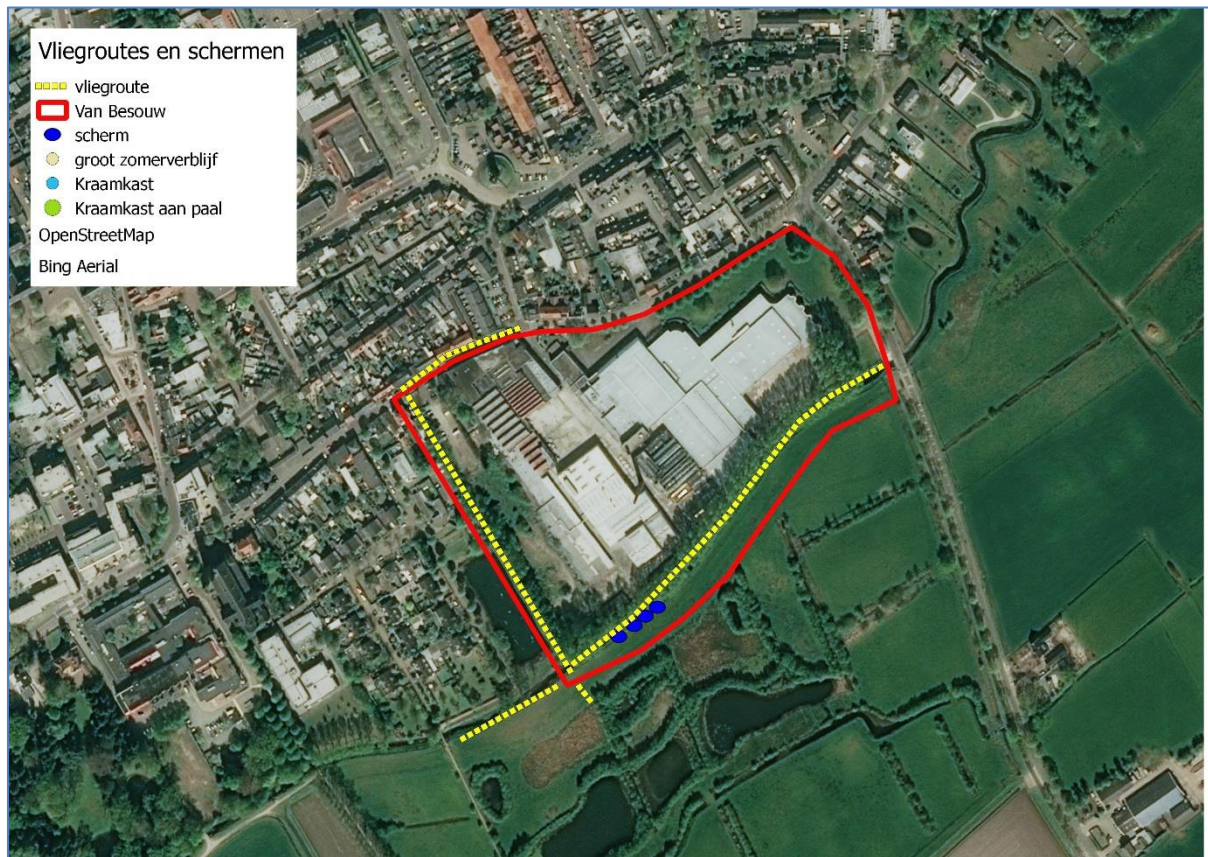 Vliegroutes en schermen
vliegroute
Van Besouw
scherm
groot zomerverblijf
Kraamkast
Kraamkast aan paal
OpenStreetMap
Bing Aerial